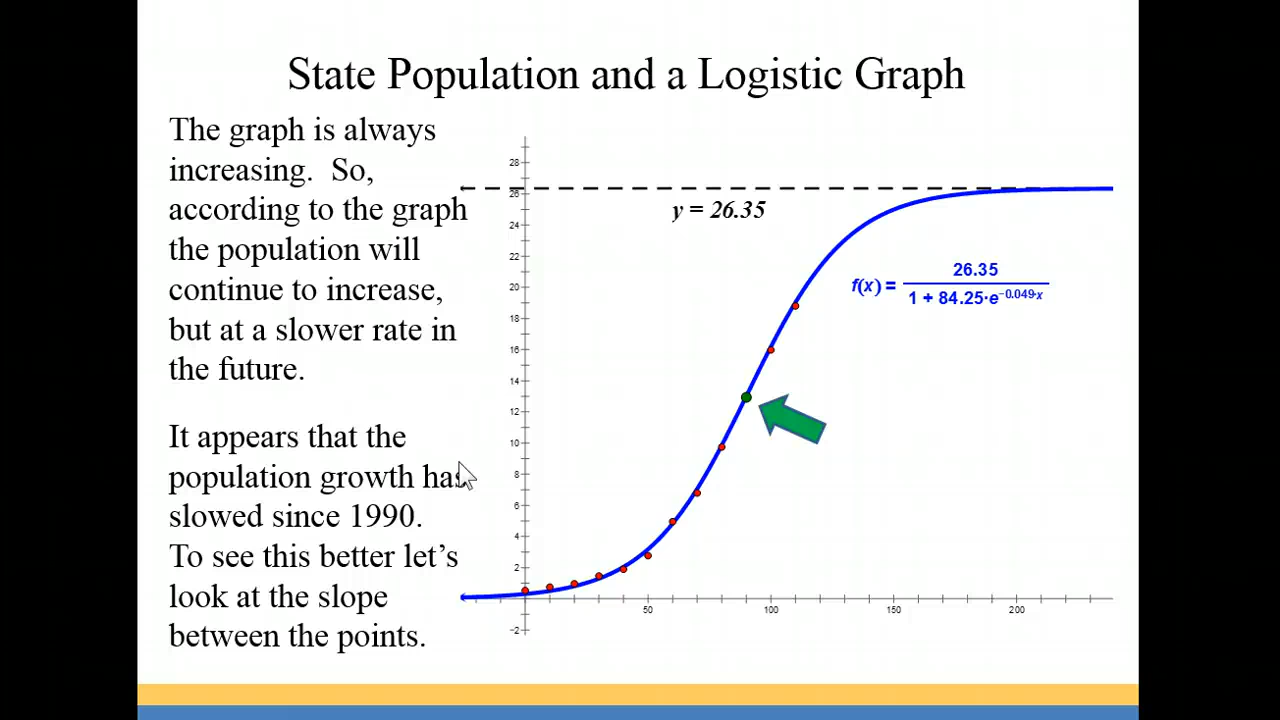 State Population and a Logistic Graph
The graph is always
increasing. So,
according to the graph
the population will
continue to increase,
but at a slower rate in
the future.
It appears that the
population growth has
slowed since 1990.
To see this better let's
look at the slope
between the points.
28
26
24
22
20
18
16
14
12
10
8
6
4
2
-2
50
100
150
200
y = 26.35
f(x) = 26.35
1 + 84.25·e^−0.049·x